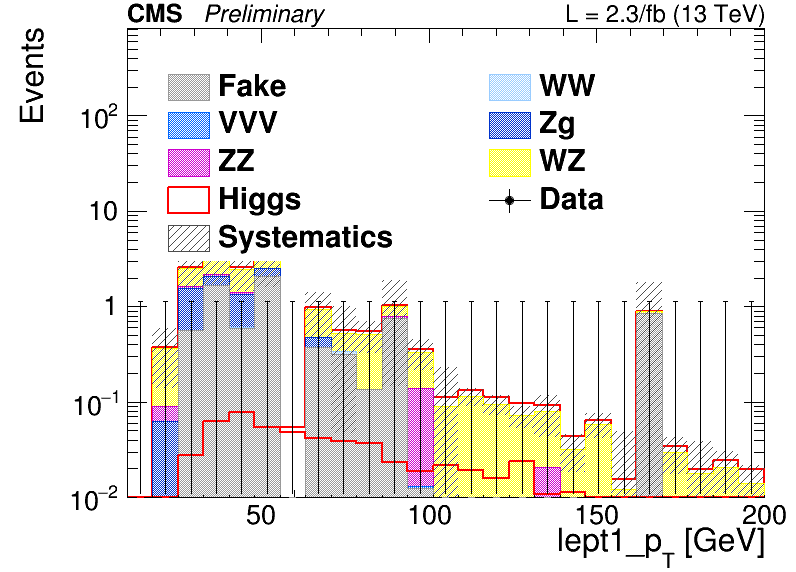 CMS Preliminary L = 2.3/fb (13 TeV)
Events
Fake WW
VVV Zg
ZZ WZ
Higgs Data
Systematics
10²
10
1
10⁻¹
10⁻²
50 100 150 200
lept1_p_T [GeV]